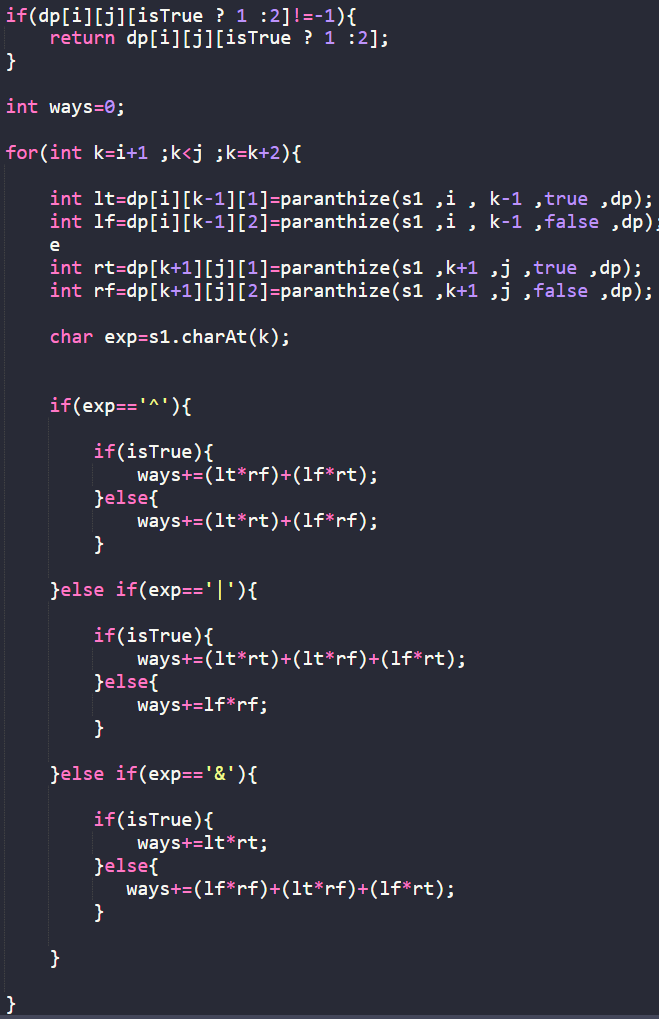 if(dp[i][j][isTrue ? 1 :2]!=-1){
    return dp[i][j][isTrue ? 1 :2];
}
int ways=0;
for(int k=i+1 ;k<j ;k=k+2){
    int lt=dp[i][k-1][1]=paranthize(s1 ,i , k-1 ,true ,dp);
    int lf=dp[i][k-1][2]=paranthize(s1 ,i , k-1 ,false ,dp);
    e
    int rt=dp[k+1][j][1]=paranthize(s1 ,k+1 ,j ,true ,dp);
    int rf=dp[k+1][j][2]=paranthize(s1 ,k+1 ,j ,false ,dp);
    char exp=s1.charAt(k);
    if(exp=='^'){
        if(isTrue){
            ways+=(lt*rf)+(lf*rt);
        }else{
            ways+=(lt*rt)+(lf*rf);
        }
    }else if(exp=='|'){
        if(isTrue){
            ways+=(lt*rt)+(lt*rf)+(lf*rt);
        }else{
            ways+=lf*rf;
        }
    }else if(exp=='&'){
        if(isTrue){
            ways+=lt*rt;
        }else{
           ways+=(lf*rf)+(lt*rf)+(lf*rt);
        }
    }
}